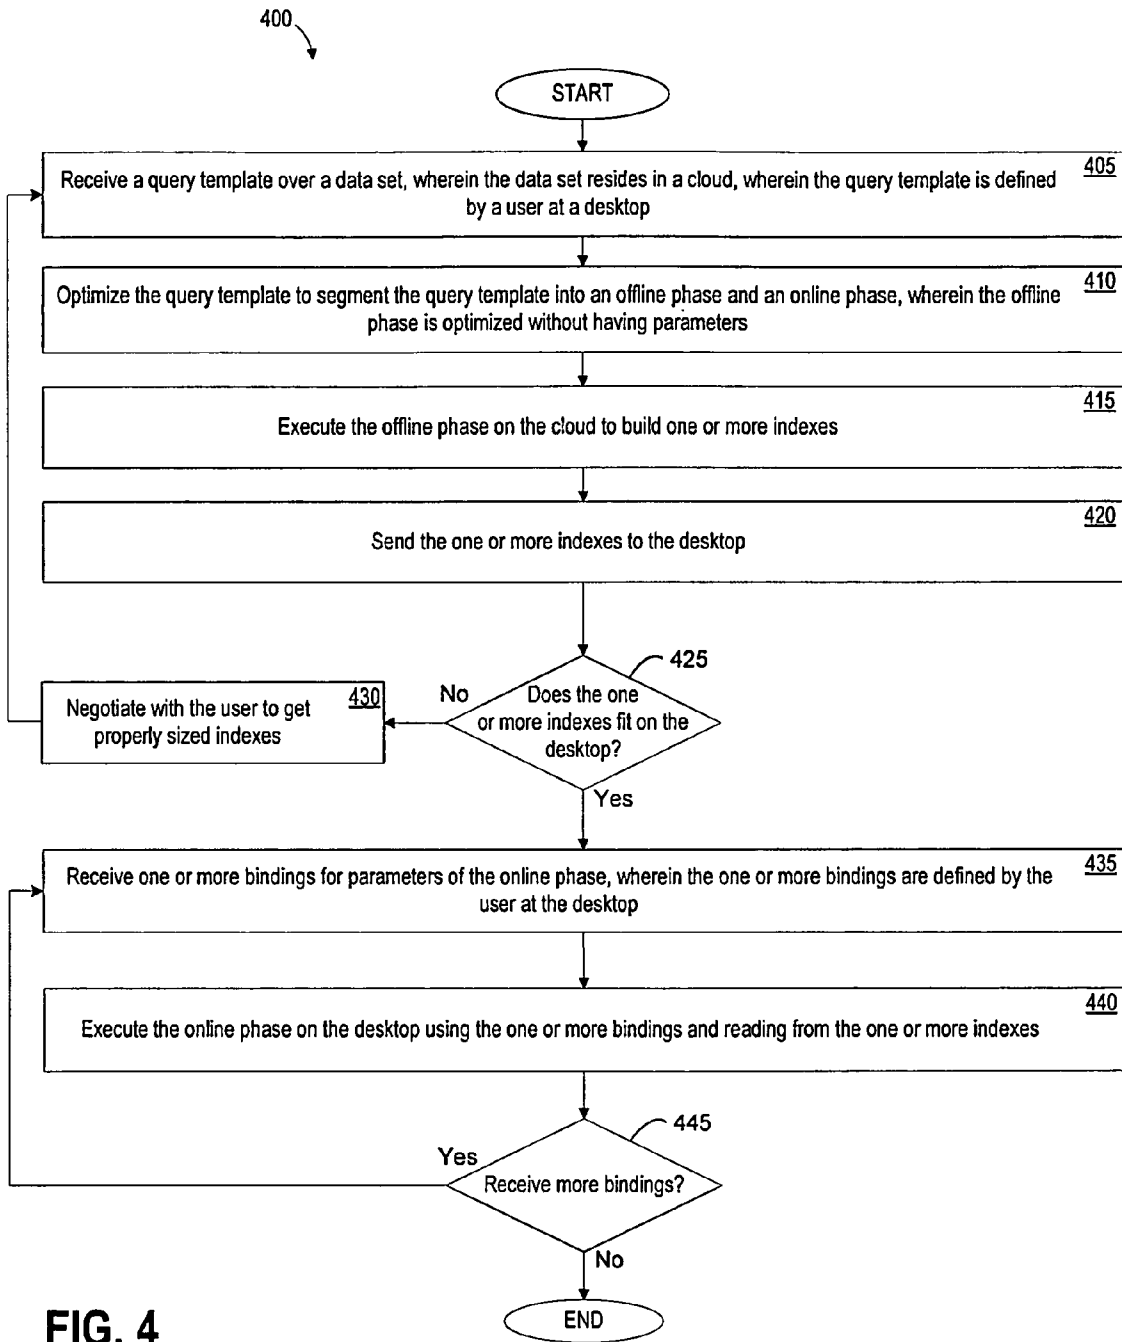 400
START
405
Receive a query template over a data set, wherein the data set resides in a cloud, wherein the query template is defined
by a user at a desktop
410
Optimize the query template to segment the query template into an offline phase and an online phase, wherein the offline
phase is optimized without having parameters
415
Execute the offline phase on the cloud to build one or more indexes
420
Send the one or more indexes to the desktop
425
No
Does the one
or more indexes fit on the
desktop?
430
Negotiate with the user to get
properly sized indexes
Yes
435
Receive one or more bindings for parameters of the online phase, wherein the one or more bindings are defined by the
user at the desktop
440
Execute the online phase on the desktop using the one or more bindings and reading from the one or more indexes
445
Yes
Receive more bindings?
No
END
FIG. 4